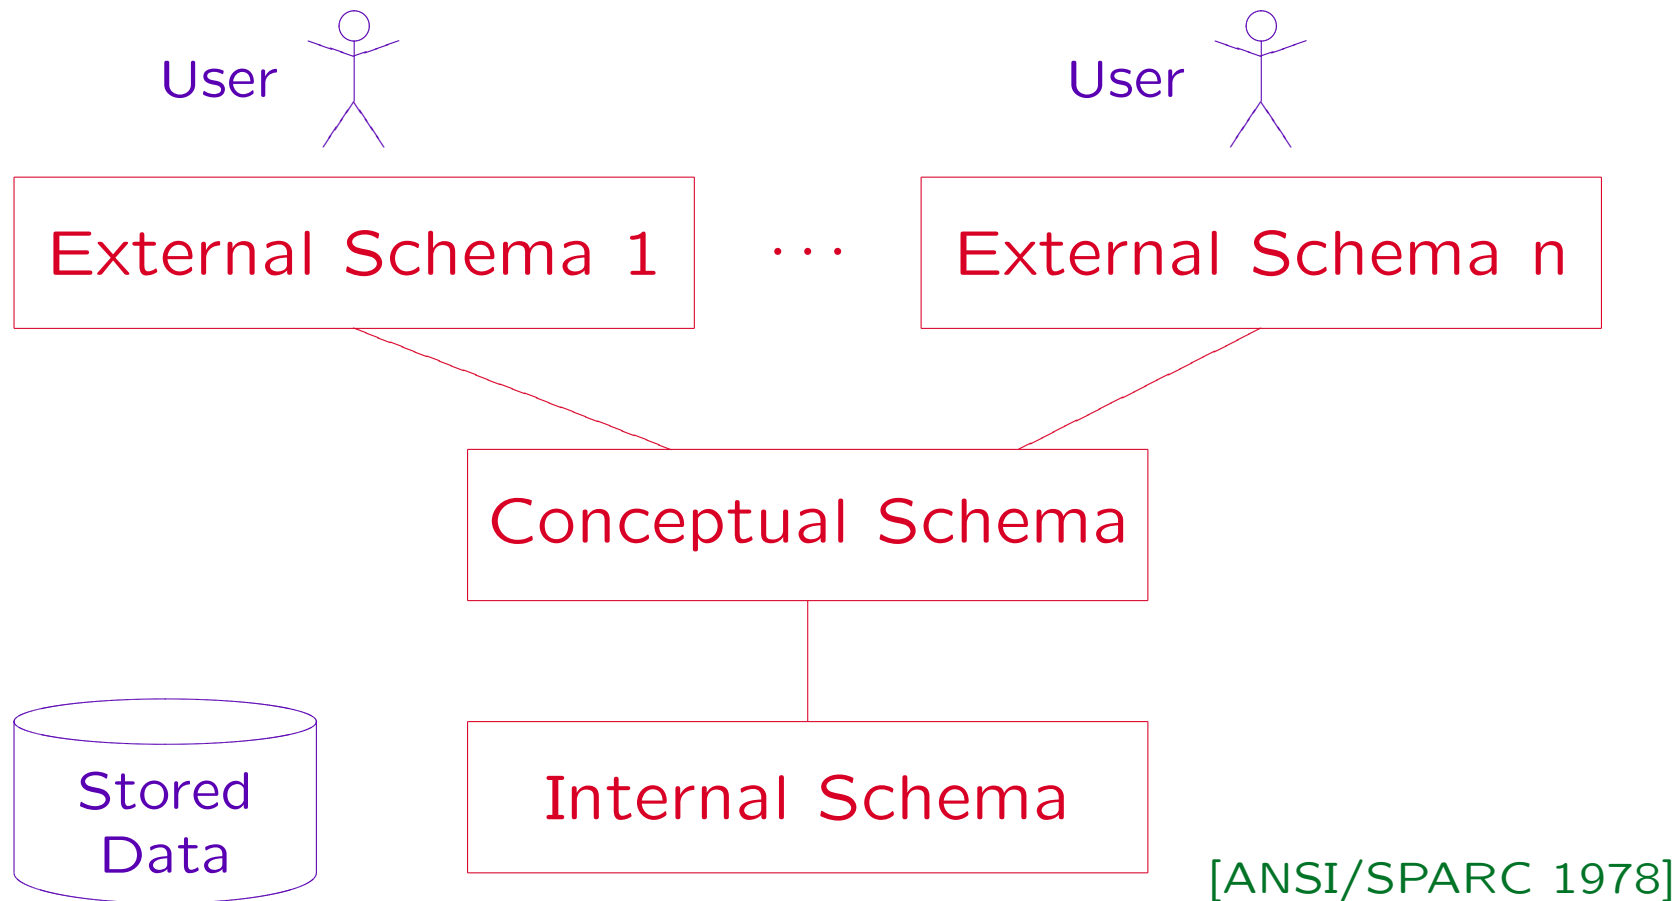 User
User
External Schema 1
· · ·
External Schema n
Conceptual Schema
Internal Schema
Stored
Data
[ANSI/SPARC 1978]